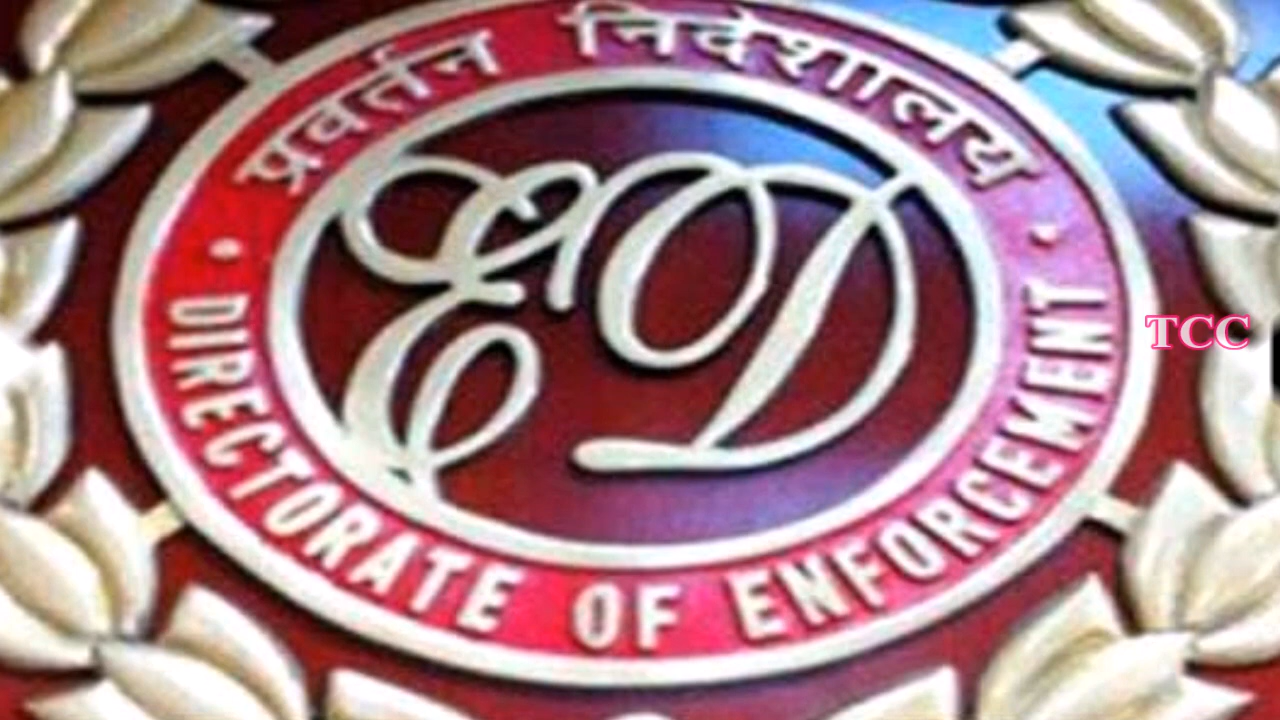 प्रवर्तन निदेशालय
ED
DIRECTORATE OF ENFORCEMENT
TCC